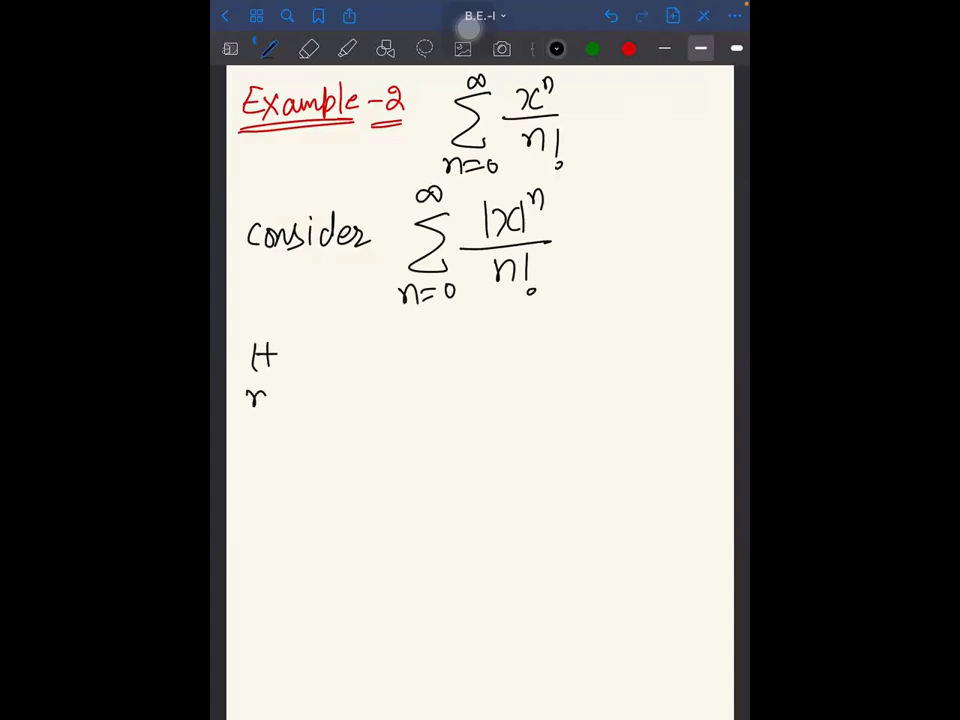 B.E.-I
Example-2 ∑_{n=0}^{∞} x^n/n!
consider ∑_{n=0}^{∞} |x|^n/n!
n